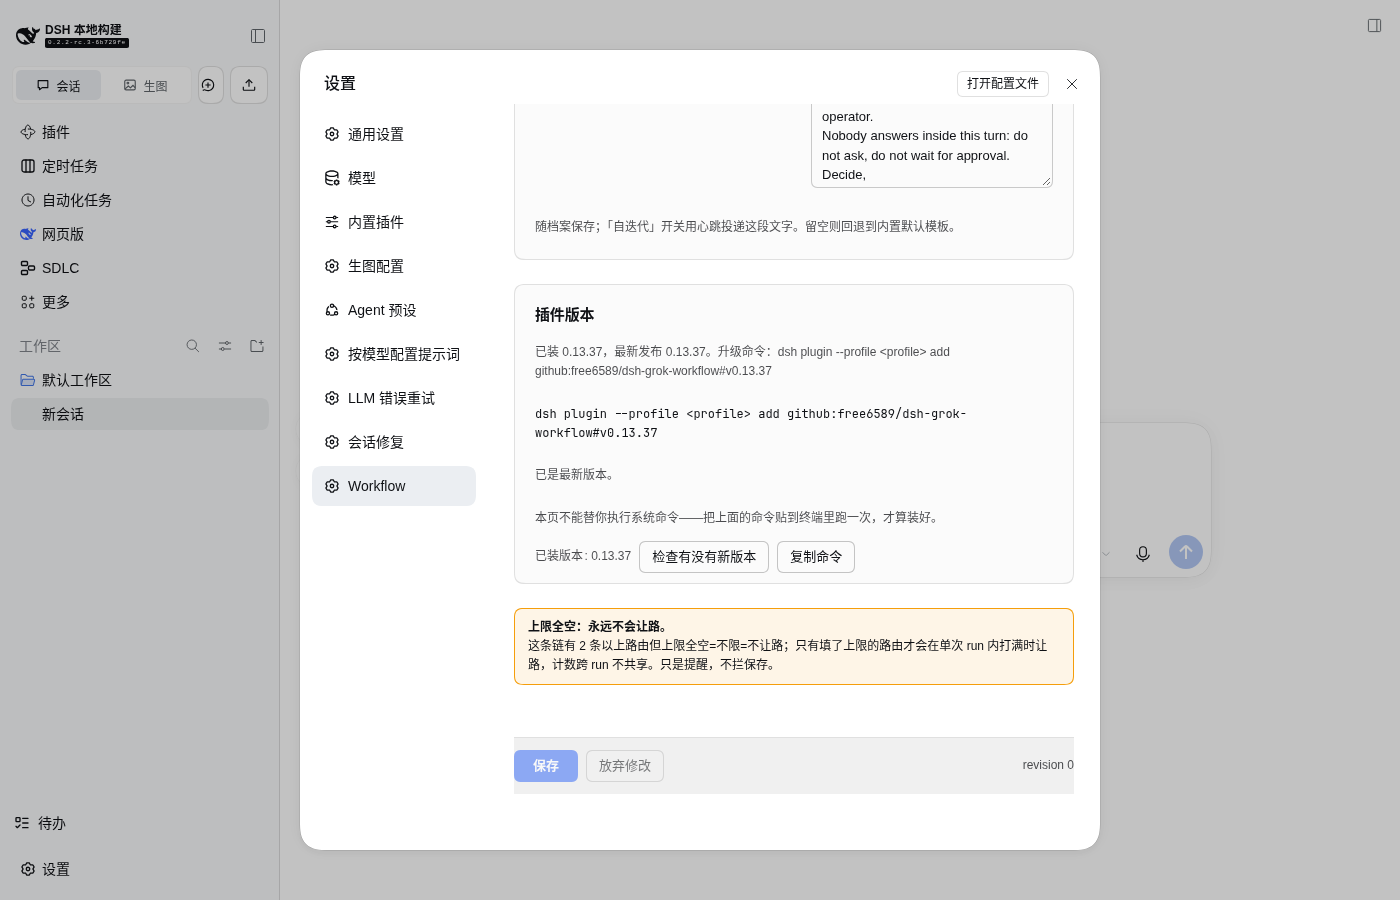 DSH 本地构建
0.2.2-rc.3-6b729fe
会话
生图
插件
定时任务
自动化任务
网页版
SDLC
更多
工作区
默认工作区
新会话
待办
设置
设置
打开配置文件
通用设置
模型
内置插件
生图配置
Agent 预设
按模型配置提示词
LLM 错误重试
会话修复
Workflow
operator.
Nobody answers inside this turn: do
not ask, do not wait for approval.
Decide,
随档案保存；「自迭代」开关用心跳投递这段文字。留空则回退到内置默认模板。
插件版本
已装 0.13.37，最新发布 0.13.37。升级命令：dsh plugin --profile <profile> add
github:free6589/dsh-grok-workflow#v0.13.37
dsh plugin --profile <profile> add github:free6589/dsh-grok-
workflow#v0.13.37
已是最新版本。
本页不能替你执行系统命令——把上面的命令贴到终端里跑一次，才算装好。
已装版本: 0.13.37
检查有没有新版本
复制命令
上限全空：永远不会让路。
这条链有 2 条以上路由但上限全空=不限=不让路；只有填了上限的路由才会在单次 run 内打满时让
路，计数跨 run 不共享。只是提醒，不拦保存。
保存
放弃修改
revision 0